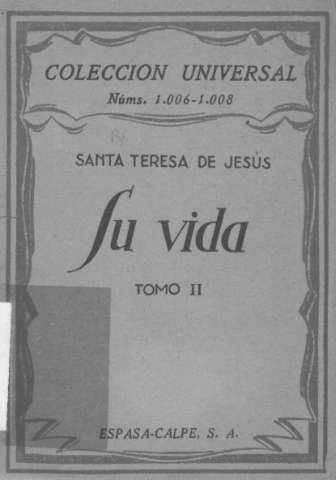 COLECCION UNIVERSAL
Núms. 1.006-1.008
SANTA TERESA DE JESÚS
Su vida
TOMO II
ESPASA-CALPE, S. A.